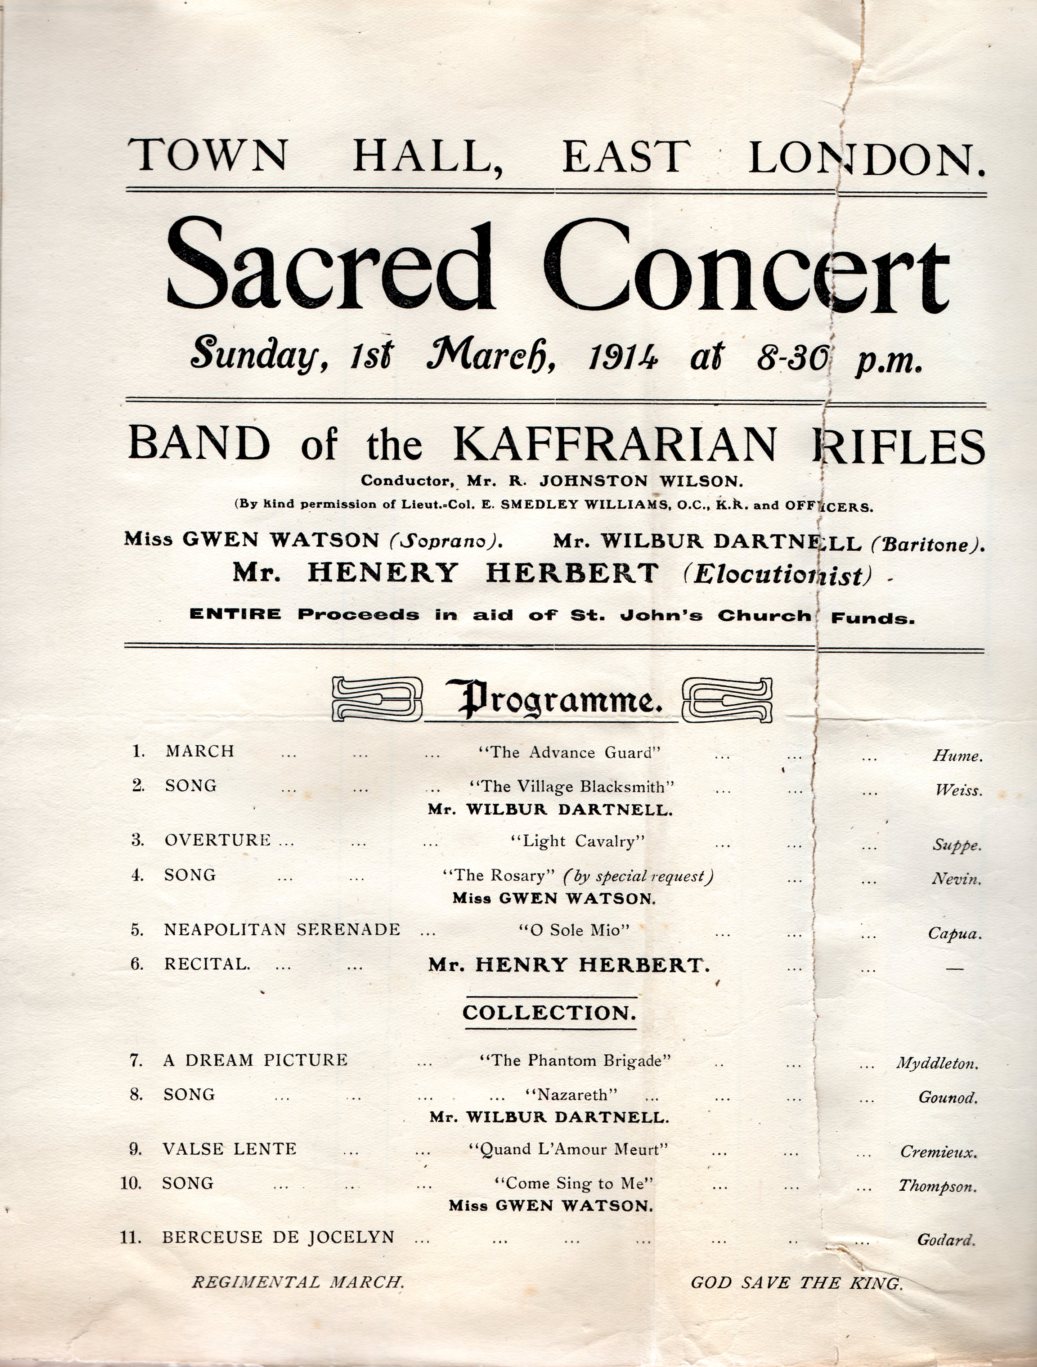 TOWN HALL, EAST LONDON.
Sacred Concert
Sunday, 1st March, 1914 at 8-30 p.m.
BAND of the KAFFRARIAN RIFLES
Conductor, Mr. R. JOHNSTON WILSON.
(By kind permission of Lieut.-Col. E. SMEDLEY WILLIAMS, O.C., K.R. and OFFICERS.
Miss GWEN WATSON (Soprano). Mr. WILBUR DARTNELL (Baritone).
Mr. HENERY HERBERT (Elocutionist)
ENTIRE Proceeds in aid of St. John's Church Funds.
Programme.
1. MARCH ... ... ... "The Advance Guard" ... ... ... Hume.
2. SONG ... ... ... "The Village Blacksmith" ... ... ... Weiss.
Mr. WILBUR DARTNELL.
3. OVERTURE ... ... ... "Light Cavalry" ... ... ... Suppe.
4. SONG ... ... "The Rosary" (by special request) ... ... Nevin.
Miss GWEN WATSON.
5. NEAPOLITAN SERENADE ... "O Sole Mio" ... ... ... Capua.
6. RECITAL. ... ... Mr. HENRY HERBERT. ... ... —
COLLECTION.
7. A DREAM PICTURE ... "The Phantom Brigade" .. ... ... Myddleton.
8. SONG ... ... ... ... "Nazareth" ... ... ... ... Gounod.
Mr. WILBUR DARTNELL.
9. VALSE LENTE ... ... "Quand L'Amour Meurt" ... ... ... Cremieux.
10. SONG ... .. ... "Come Sing to Me" ... ... ... Thompson.
Miss GWEN WATSON.
11. BERCEUSE DE JOCELYN ... ... ... ... ... .. ... Godard.
REGIMENTAL MARCH. GOD SAVE THE KING.